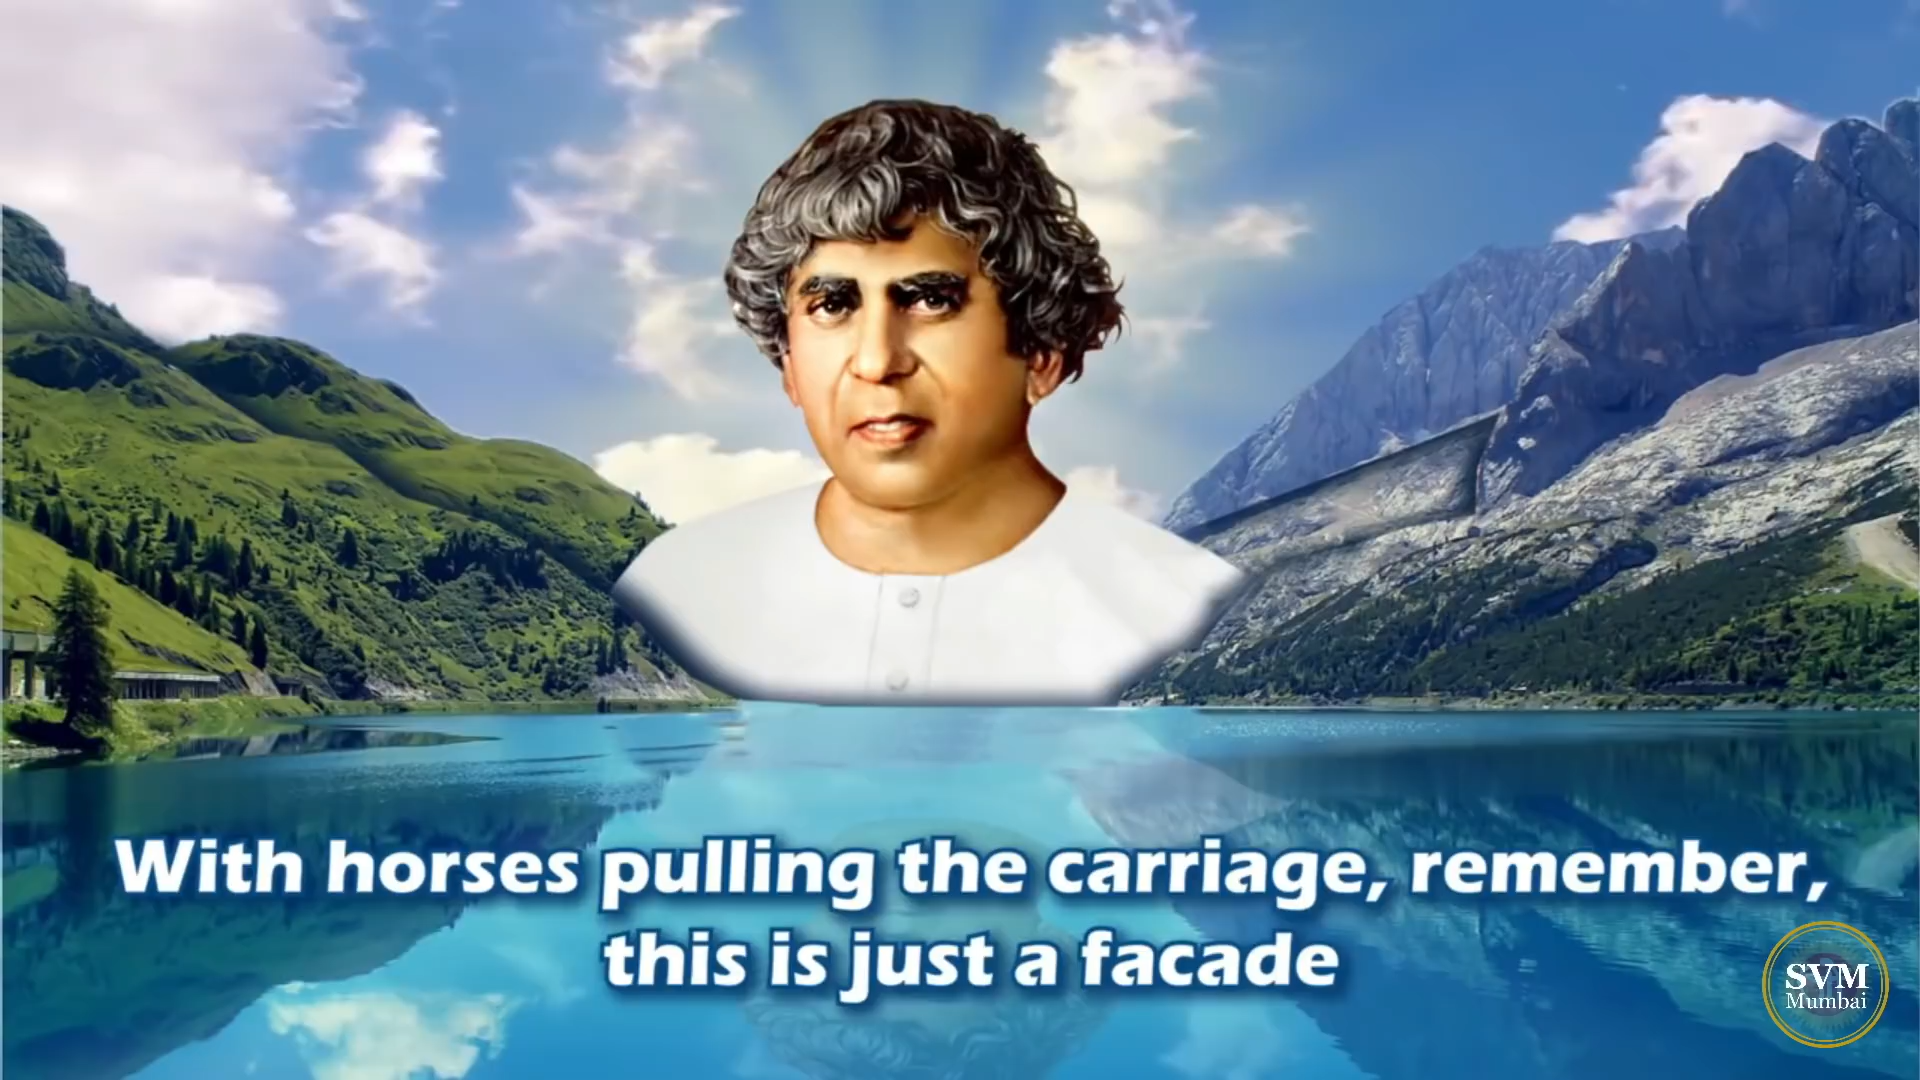 With horses pulling the carriage, remember,
this is just a facade
SVM
Mumbai